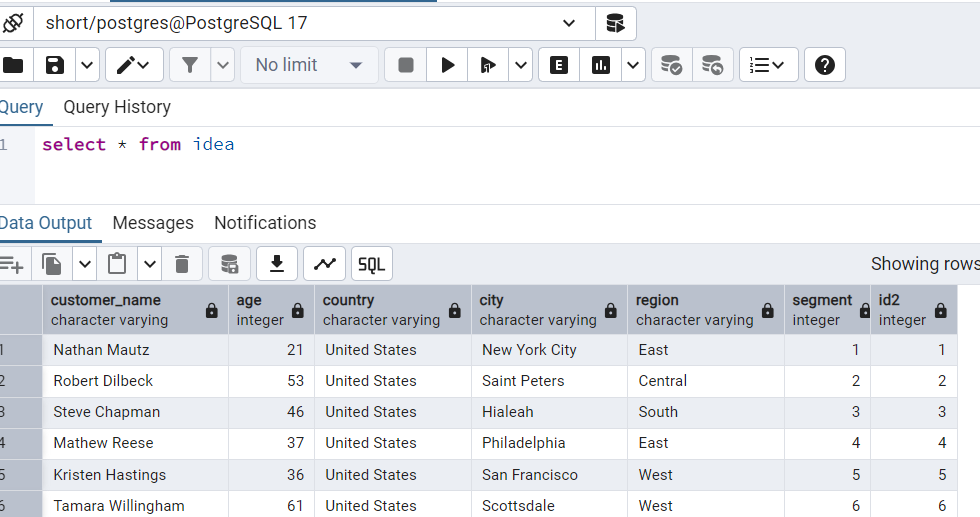 short/postgres@PostgreSQL 17
No limit
E
Query Query History
1 select * from idea
Data Output Messages Notifications
SQL Showing rows
customer_name age country city region segment id2
character varying integer character varying character varying character varying integer integer
1 Nathan Mautz 21 United States New York City East 1 1
2 Robert Dilbeck 53 United States Saint Peters Central 2 2
3 Steve Chapman 46 United States Hialeah South 3 3
4 Mathew Reese 37 United States Philadelphia East 4 4
5 Kristen Hastings 36 United States San Francisco West 5 5
6 Tamara Willingham 61 United States Scottsdale West 6 6